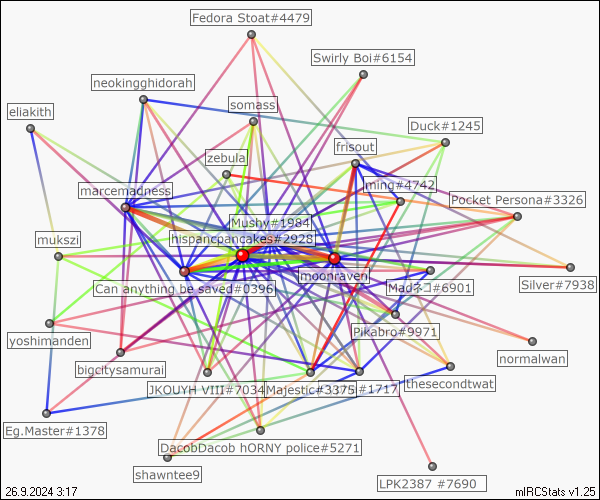 Fedora Stoat#4479
Swirly Boi#6154
neokingghidorah
somass
eliakith
Duck#1245
frisout
zebula
ming#4742
marcemadness
Pocket Persona#3326
Mushy#1984
hispancpancakes#2928
mukszi
moonraven
Can anything be saved#0396
Madネコ#6901
Silver#7938
Pikabro#9971
yoshimanden
normalwan
bigcitysamurai
JKOUYH VIII#7034
Majestic#3375
#1717
thesecondtwat
Eg.Master#1378
DacobDacob hORNY police#5271
shawntee9
LPK2387 #7690
26.9.2024 3:17
mIRCStats v1.25